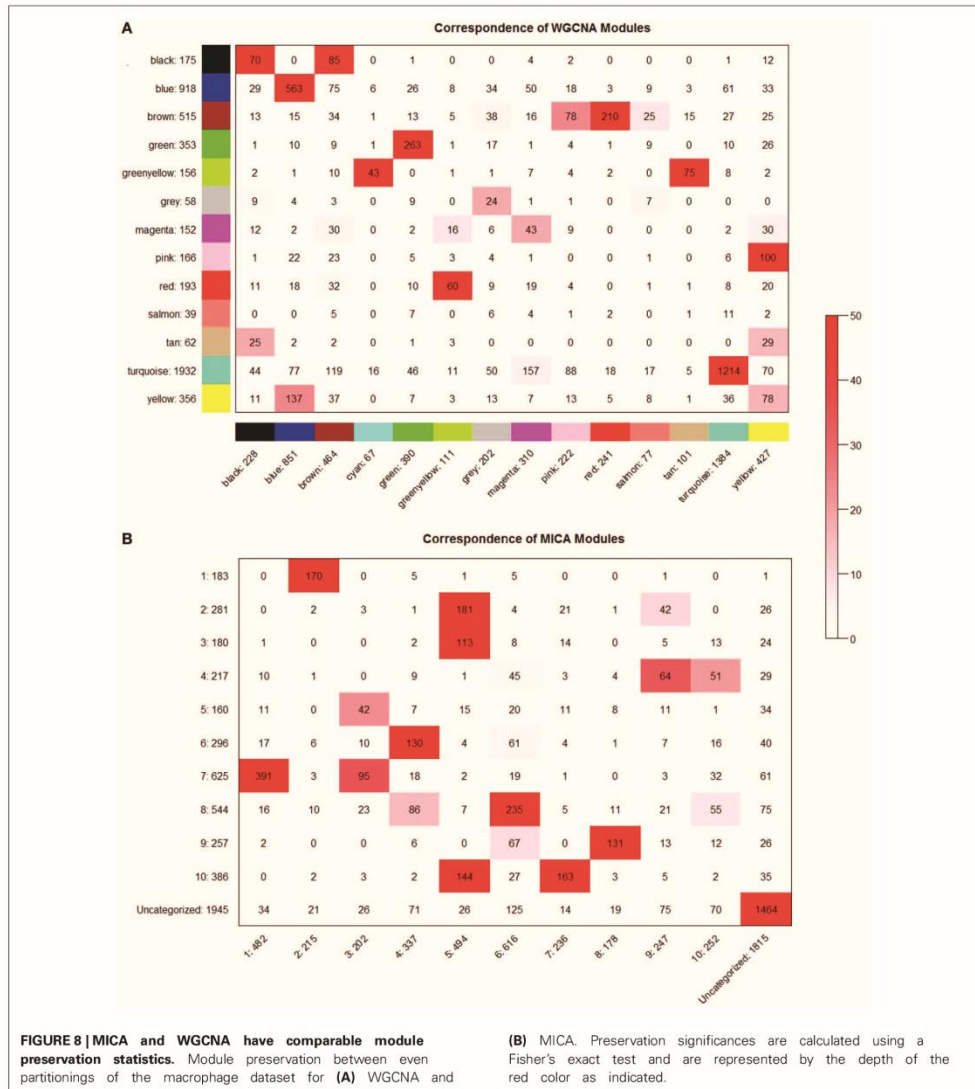 A
Correspondence of WGCNA Modules
black: 175 70 0 85 0 1 0 0 4 2 0 0 0 1 12
blue: 918 29 563 75 6 26 8 34 50 18 3 9 3 61 33
brown: 515 13 15 34 1 13 5 38 16 78 210 25 15 27 25
green: 353 1 10 9 1 263 1 17 1 4 1 9 0 10 26
greenyellow: 156 2 1 10 43 0 1 1 7 4 2 0 75 8 2
grey: 58 9 4 3 0 9 0 24 1 1 0 7 0 0 0
magenta: 152 12 2 30 0 2 16 6 43 9 0 0 0 2 30
pink: 166 1 22 23 0 5 3 4 1 0 0 1 0 6 100
red: 193 11 18 32 0 10 60 9 19 4 0 1 1 8 20
salmon: 39 0 0 5 0 7 0 6 4 1 2 0 1 11 2
tan: 62 25 2 2 0 1 3 0 0 0 0 0 0 0 29
turquoise: 1932 44 77 119 16 46 11 50 157 88 18 17 5 1214 70
yellow: 356 11 137 37 0 7 3 13 7 13 5 8 1 36 78
black: 228 blue: 851 brown: 464 cyan: 67 green: 390 greenyellow: 111 grey: 202 magenta: 310 pink: 222 red: 241 salmon: 77 tan: 101 turquoise: 1384 yellow: 427
50
40
30
20
10
0
B
Correspondence of MICA Modules
1: 183 0 170 0 5 1 5 0 0 1 0 1
2: 281 0 2 3 1 181 4 21 1 42 0 26
3: 180 1 0 0 2 113 8 14 0 5 13 24
4: 217 10 1 0 9 1 45 3 4 64 51 29
5: 160 11 0 42 7 15 20 11 8 11 1 34
6: 296 17 6 10 130 4 61 4 1 7 16 40
7: 625 391 3 95 18 2 19 1 0 3 32 61
8: 544 16 10 23 86 7 235 5 11 21 55 75
9: 257 2 0 0 6 0 67 0 131 13 12 26
10: 386 0 2 3 2 144 27 163 3 5 2 35
Uncategorized: 1945 34 21 26 71 26 125 14 19 75 70 1464
1: 482 2: 215 3: 202 4: 337 5: 494 6: 616 7: 236 8: 178 9: 247 10: 252 Uncategorized: 1815
FIGURE 8 | MICA and WGCNA have comparable module
preservation statistics. Module preservation between even
partitionings of the macrophage dataset for (A) WGCNA and
(B) MICA. Preservation significances are calculated using a
Fisher's exact test and are represented by the depth of the
red color as indicated.